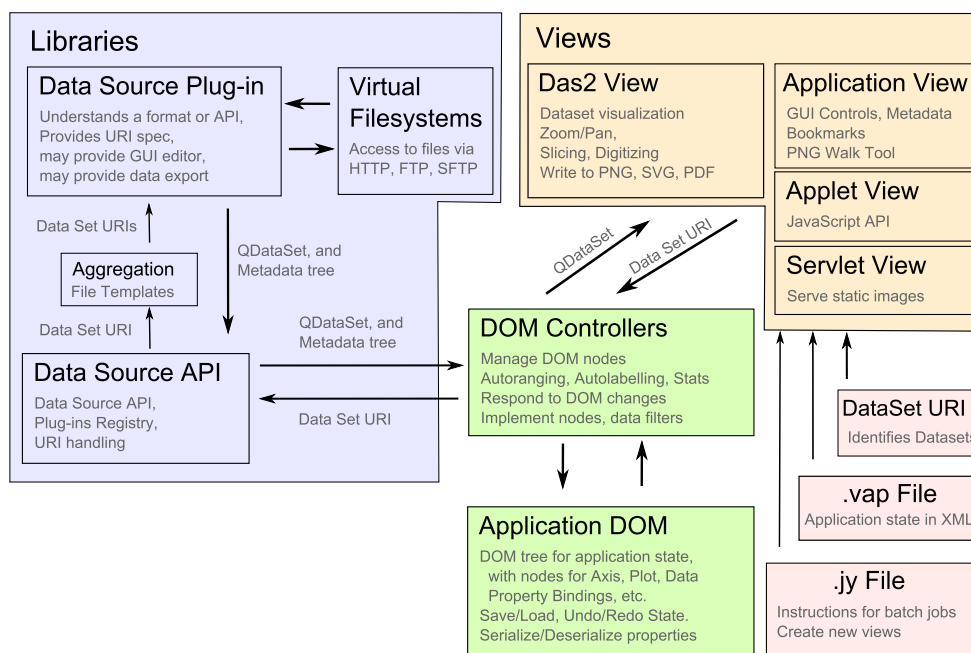 Libraries
Data Source Plug-in
Understands a format or API,
Provides URI spec,
may provide GUI editor,
may provide data export
Virtual
Filesystems
Access to files via
HTTP, FTP, SFTP
Data Set URIs
QDataSet, and
Metadata tree
Aggregation
File Templates
Data Set URI
Data Source API
Data Source API,
Plug-ins Registry,
URI handling
QDataSet, and
Metadata tree
Data Set URI
Views
Das2 View
Dataset visualization
Zoom/Pan,
Slicing, Digitizing
Write to PNG, SVG, PDF
Application View
GUI Controls, Metadata
Bookmarks
PNG Walk Tool
Applet View
JavaScript API
Servlet View
Serve static images
QDataSet
Data Set URI
DOM Controllers
Manage DOM nodes
Autoranging, Autolabelling, Stats
Respond to DOM changes
Implement nodes, data filters
Application DOM
DOM tree for application state,
with nodes for Axis, Plot, Data
Property Bindings, etc.
Save/Load, Undo/Redo State.
Serialize/Deserialize properties
DataSet URI
Identifies Datasets
.vap File
Application state in XML
.jy File
Instructions for batch jobs
Create new views